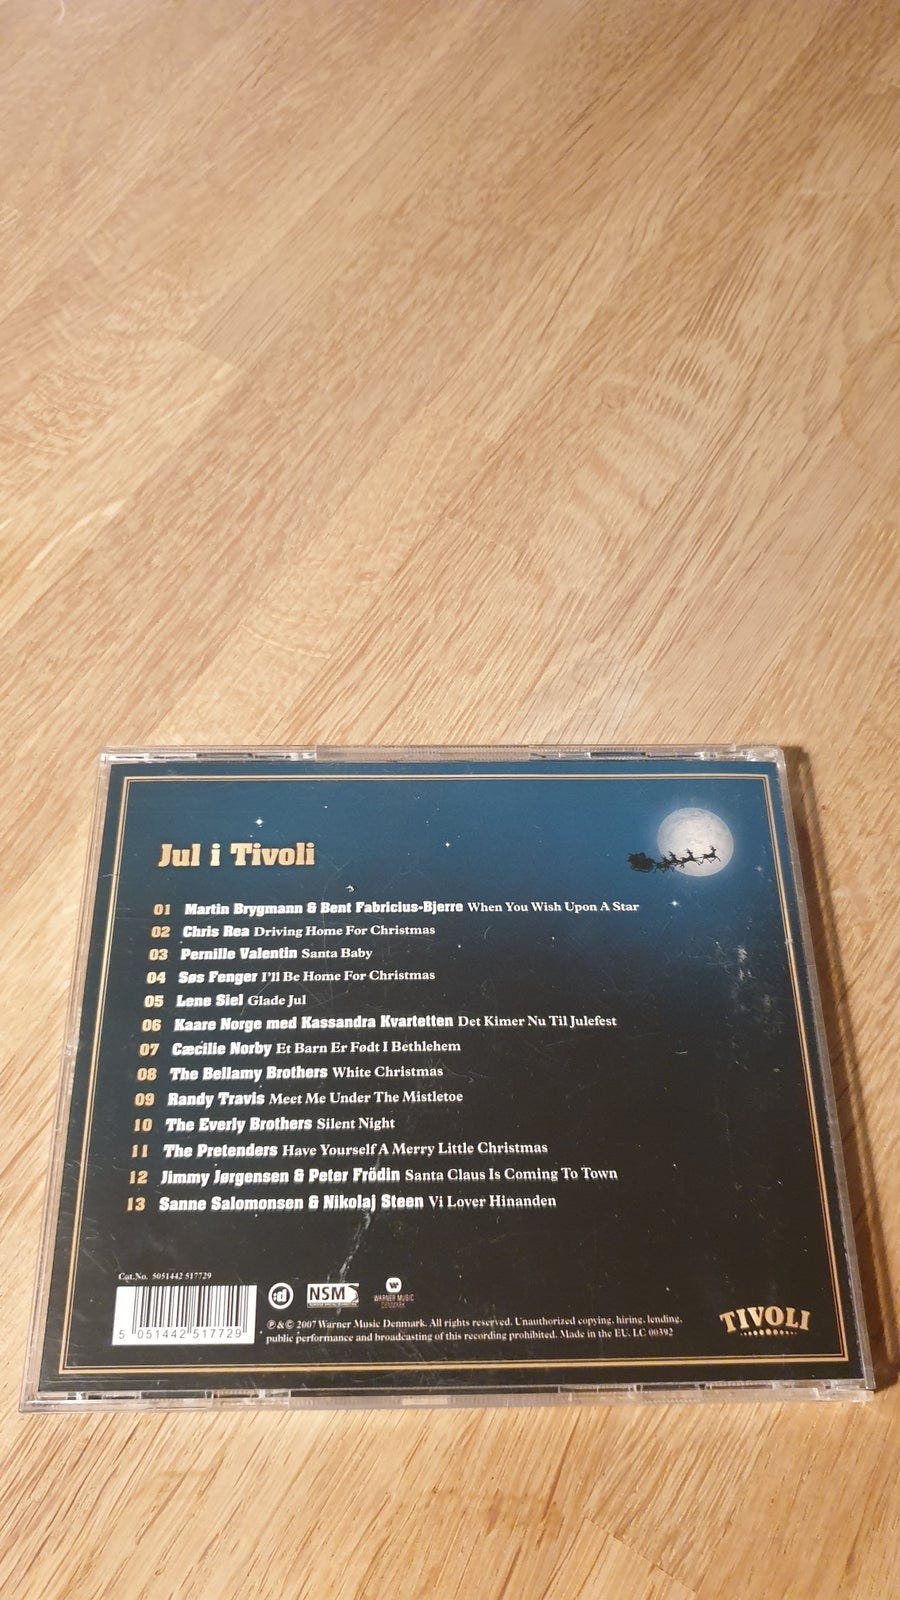 Jul i Tivoli
01 Martin Brygmann & Bent Fabricius-Bjerre When You Wish Upon A Star
02 Chris Rea Driving Home For Christmas
03 Pernille Valentin Santa Baby
04 Søs Fenger I'll Be Home For Christmas
05 Lene Siel Glade Jul
06 Kaare Norge med Kassandra Kvartetten Det Kimer Nu Til Julefest
07 Cæcilie Norby Et Barn Er Født I Bethlehem
08 The Bellamy Brothers White Christmas
09 Randy Travis Meet Me Under The Mistletoe
10 The Everly Brothers Silent Night
11 The Pretenders Have Yourself A Merry Little Christmas
12 Jimmy Jørgensen & Peter Frödin Santa Claus Is Coming To Town
13 Sanne Salomonsen & Nikolaj Steen Vi Lover Hinanden
Cat.No. 5051442 517729
5 051442 517729
:d
NSM
WARNER MUSIC
DENMARK
℗ & © 2007 Warner Music Denmark. All rights reserved. Unauthorized copying, hiring, lending,
public performance and broadcasting of this recording prohibited. Made in the EU. LC 00392
TIVOLI